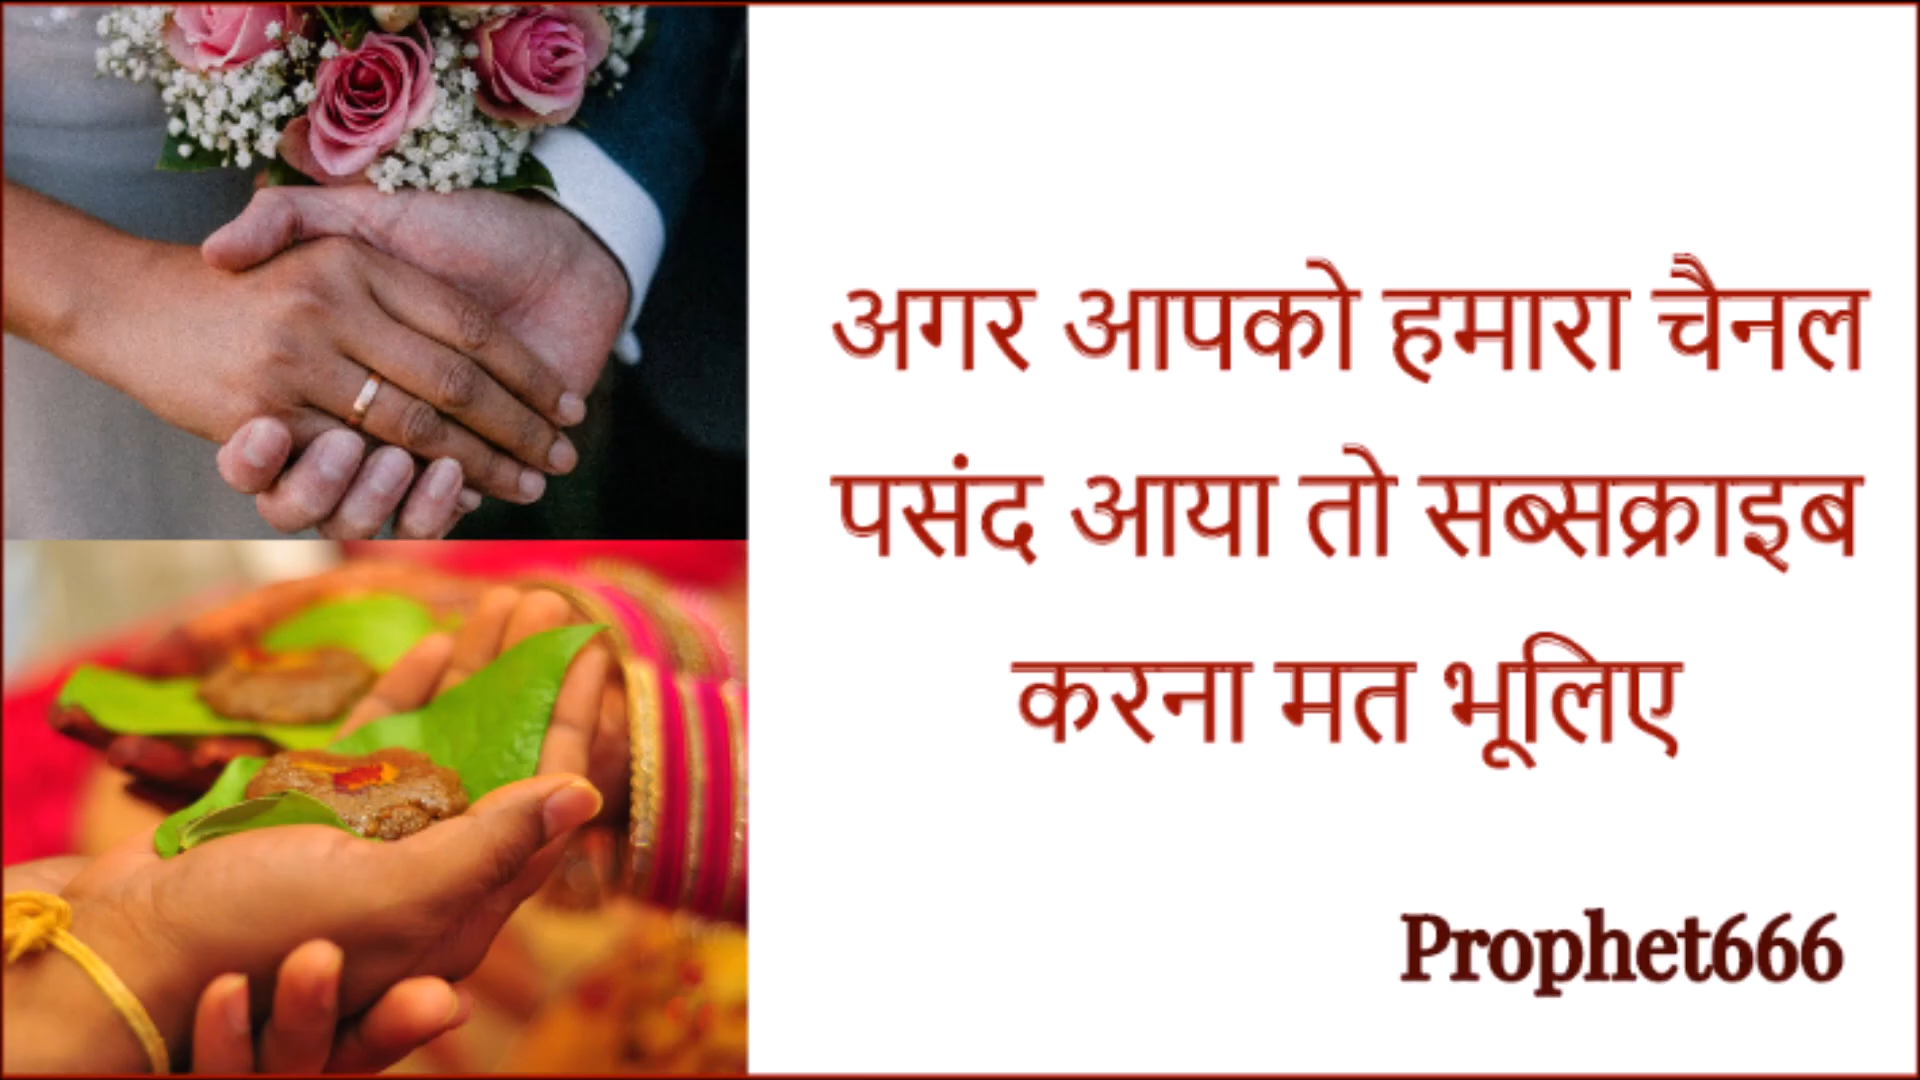 अगर आपको हमारा चैनल
पसंद आया तो सब्सक्राइब
करना मत भूलिए
Prophet666